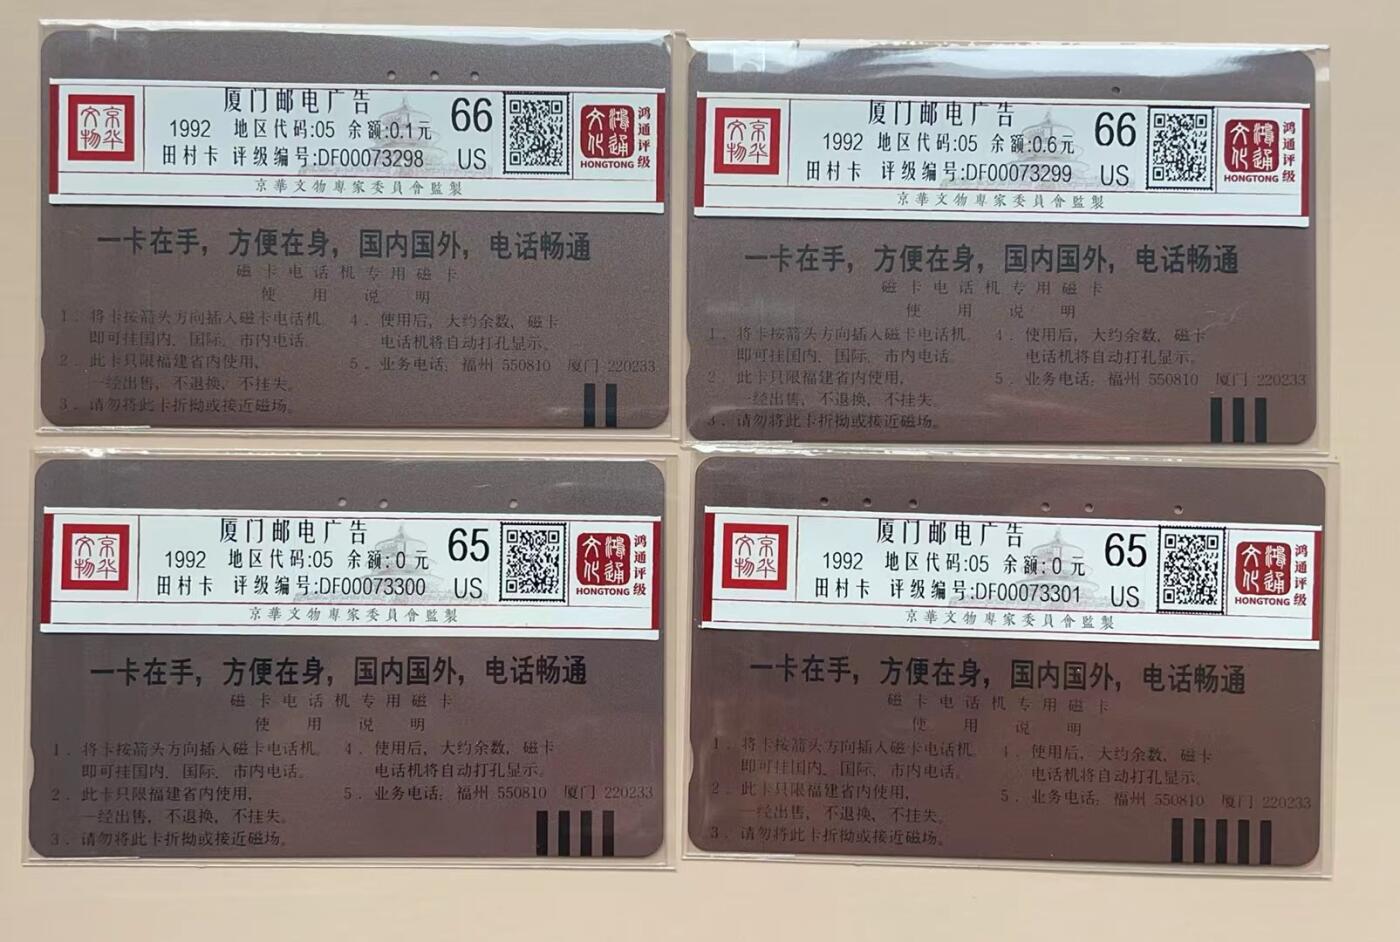 京华文物
厦门邮电广告
1992 地区代码:05 余额:0.1元
田村卡 评级编号:DF00073298
66
US
鸿通文化
HONGTONG
鸿通评级
京華文物專家委員會監製
一卡在手，方便在身，国内国外，电话畅通
磁卡电话机专用磁卡
使用说明
1．将卡按箭头方向插入磁卡电话机
即可挂国内、国际、市内电话。
2．此卡只限福建省内使用，
一经出售，不退换，不挂失。
3．请勿将此卡折拗或接近磁场。
4．使用后，大约余数，磁卡
电话机将自动打孔显示。
5．业务电话：福州 550810 厦门 220233
京华文物
厦门邮电广告
1992 地区代码:05 余额:0.6元
田村卡 评级编号:DF00073299
66
US
鸿通文化
HONGTONG
鸿通评级
京華文物專家委員會監製
一卡在手，方便在身，国内国外，电话畅通
磁卡电话机专用磁卡
使用说明
1．将卡按箭头方向插入磁卡电话机
即可挂国内、国际、市内电话。
2．此卡只限福建省内使用，
一经出售，不退换，不挂失。
3．请勿将此卡折拗或接近磁场。
4．使用后，大约余数，磁卡
电话机将自动打孔显示。
5．业务电话：福州 550810 厦门 220233
京华文物
厦门邮电广告
1992 地区代码:05 余额:0元
田村卡 评级编号:DF00073300
65
US
鸿通文化
HONGTONG
鸿通评级
京華文物專家委員會監製
一卡在手，方便在身，国内国外，电话畅通
磁卡电话机专用磁卡
使用说明
1．将卡按箭头方向插入磁卡电话机
即可挂国内、国际、市内电话。
2．此卡只限福建省内使用，
一经出售，不退换，不挂失。
3．请勿将此卡折拗或接近磁场。
4．使用后，大约余数，磁卡
电话机将自动打孔显示。
5．业务电话：福州 550810 厦门 220233
京华文物
厦门邮电广告
1992 地区代码:05 余额:0元
田村卡 评级编号:DF00073301
65
US
鸿通文化
HONGTONG
鸿通评级
京華文物專家委員會監製
一卡在手，方便在身，国内国外，电话畅通
磁卡电话机专用磁卡
使用说明
1．将卡按箭头方向插入磁卡电话机
即可挂国内、国际、市内电话。
2．此卡只限福建省内使用，
一经出售，不退换，不挂失。
3．请勿将此卡折拗或接近磁场。
4．使用后，大约余数，磁卡
电话机将自动打孔显示。
5．业务电话：福州 550810 厦门 220233